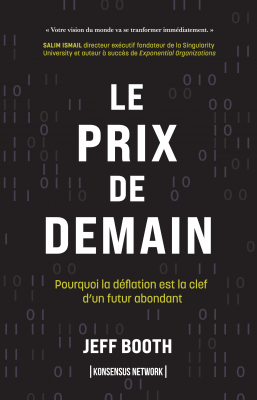 « Votre vision du monde va se tranformer immédiatement. »
SALIM ISMAIL directeur exécutif fondateur de la Singularity
University et auteur à succès de Exponential Organizations
LE
PRIX
DE
DEMAIN
Pourquoi la déflation est la clef
d'un futur abondant
JEFF BOOTH
|KONSENSUS NETWORK|